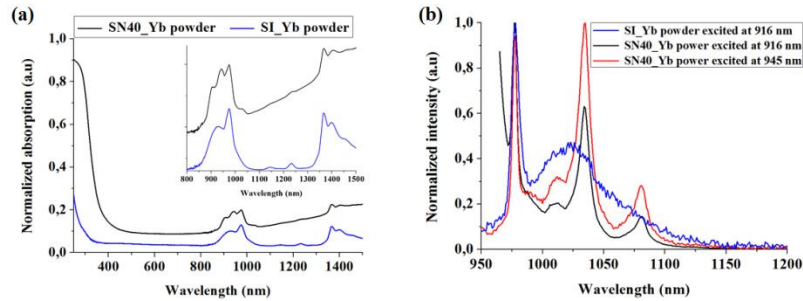 (a)
SN40_Yb powder
SI_Yb powder
Normalized absorption (a.u)
1,0
0,8
0,6
0,4
0,2
0,0
400
600
800
1000
1200
1400
Wavelength (nm)
800 900 1000 1100 1200 1300 1400 1500
Wavelength (nm)
(b)
SI_Yb powder excited at 916 nm
SN40_Yb power excited at 916 nm
SN40_Yb power excited at 945 nm
Normalized intensity (a.u)
1,0
0,8
0,6
0,4
0,2
0,0
950
1000
1050
1100
1150
1200
Wavelength (nm)